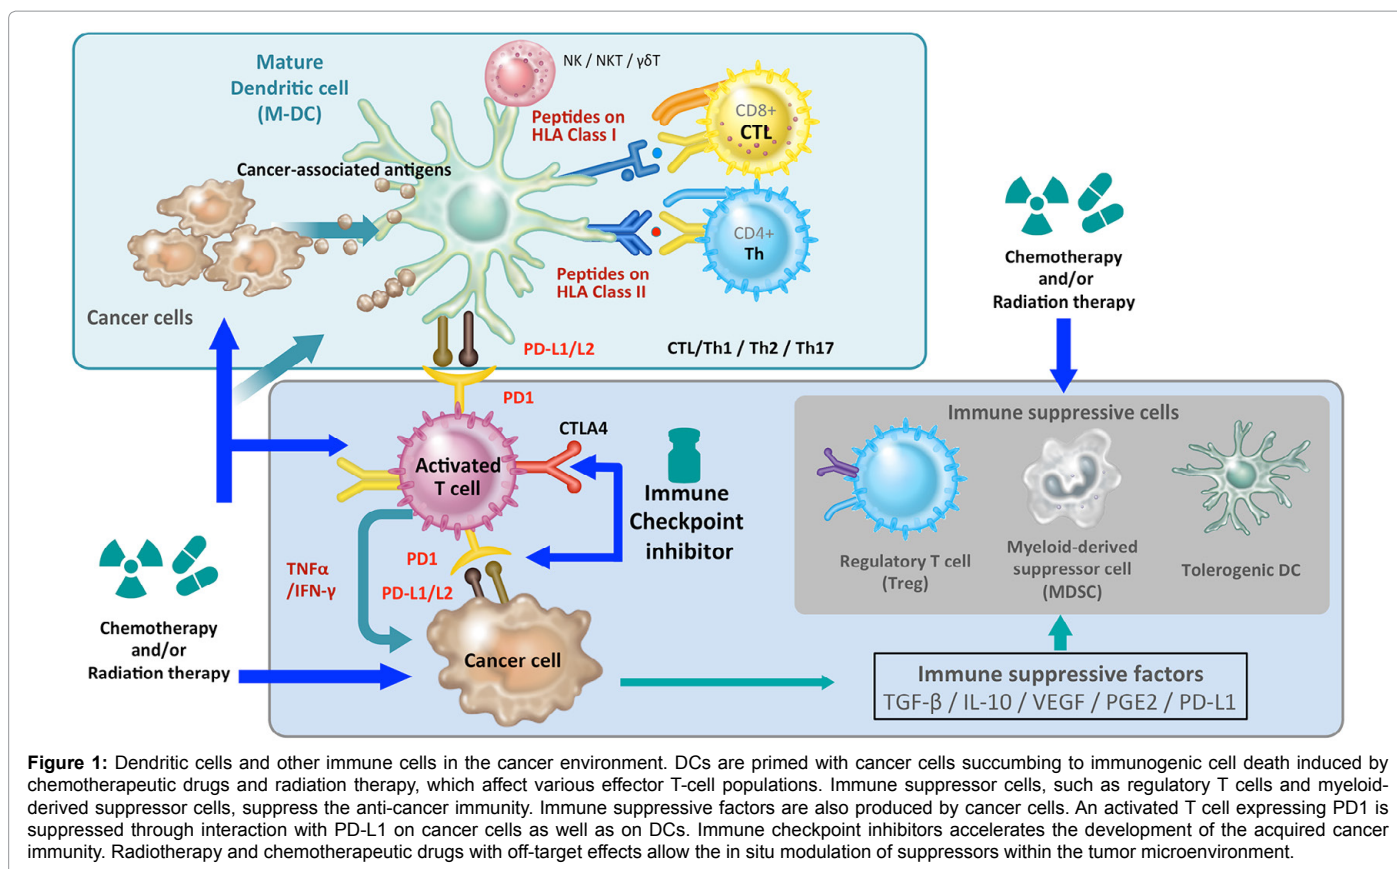 Mature
Dendritic cell
(M-DC)
NK / NKT / γδT
Peptides on
HLA Class I
CD8+
CTL
Cancer-associated antigens
CD4+
Th
Peptides on
HLA Class II
Cancer cells
PD-L1/L2
CTL/Th1 / Th2 / Th17
Chemotherapy
and/or
Radiation therapy
PD1
CTLA4
Activated
T cell
Immune
Checkpoint
inhibitor
Immune suppressive cells
Regulatory T cell
(Treg)
Myeloid-derived
suppressor cell
(MDSC)
Tolerogenic DC
TNFα
/IFN-γ
PD1
PD-L1/L2
Chemotherapy
and/or
Radiation therapy
Cancer cell
Immune suppressive factors
TGF-β / IL-10 / VEGF / PGE2 / PD-L1
Figure 1: Dendritic cells and other immune cells in the cancer environment. DCs are primed with cancer cells succumbing to immunogenic cell death induced by
chemotherapeutic drugs and radiation therapy, which affect various effector T-cell populations. Immune suppressor cells, such as regulatory T cells and myeloid-
derived suppressor cells, suppress the anti-cancer immunity. Immune suppressive factors are also produced by cancer cells. An activated T cell expressing PD1 is
suppressed through interaction with PD-L1 on cancer cells as well as on DCs. Immune checkpoint inhibitors accelerates the development of the acquired cancer
immunity. Radiotherapy and chemotherapeutic drugs with off-target effects allow the in situ modulation of suppressors within the tumor microenvironment.